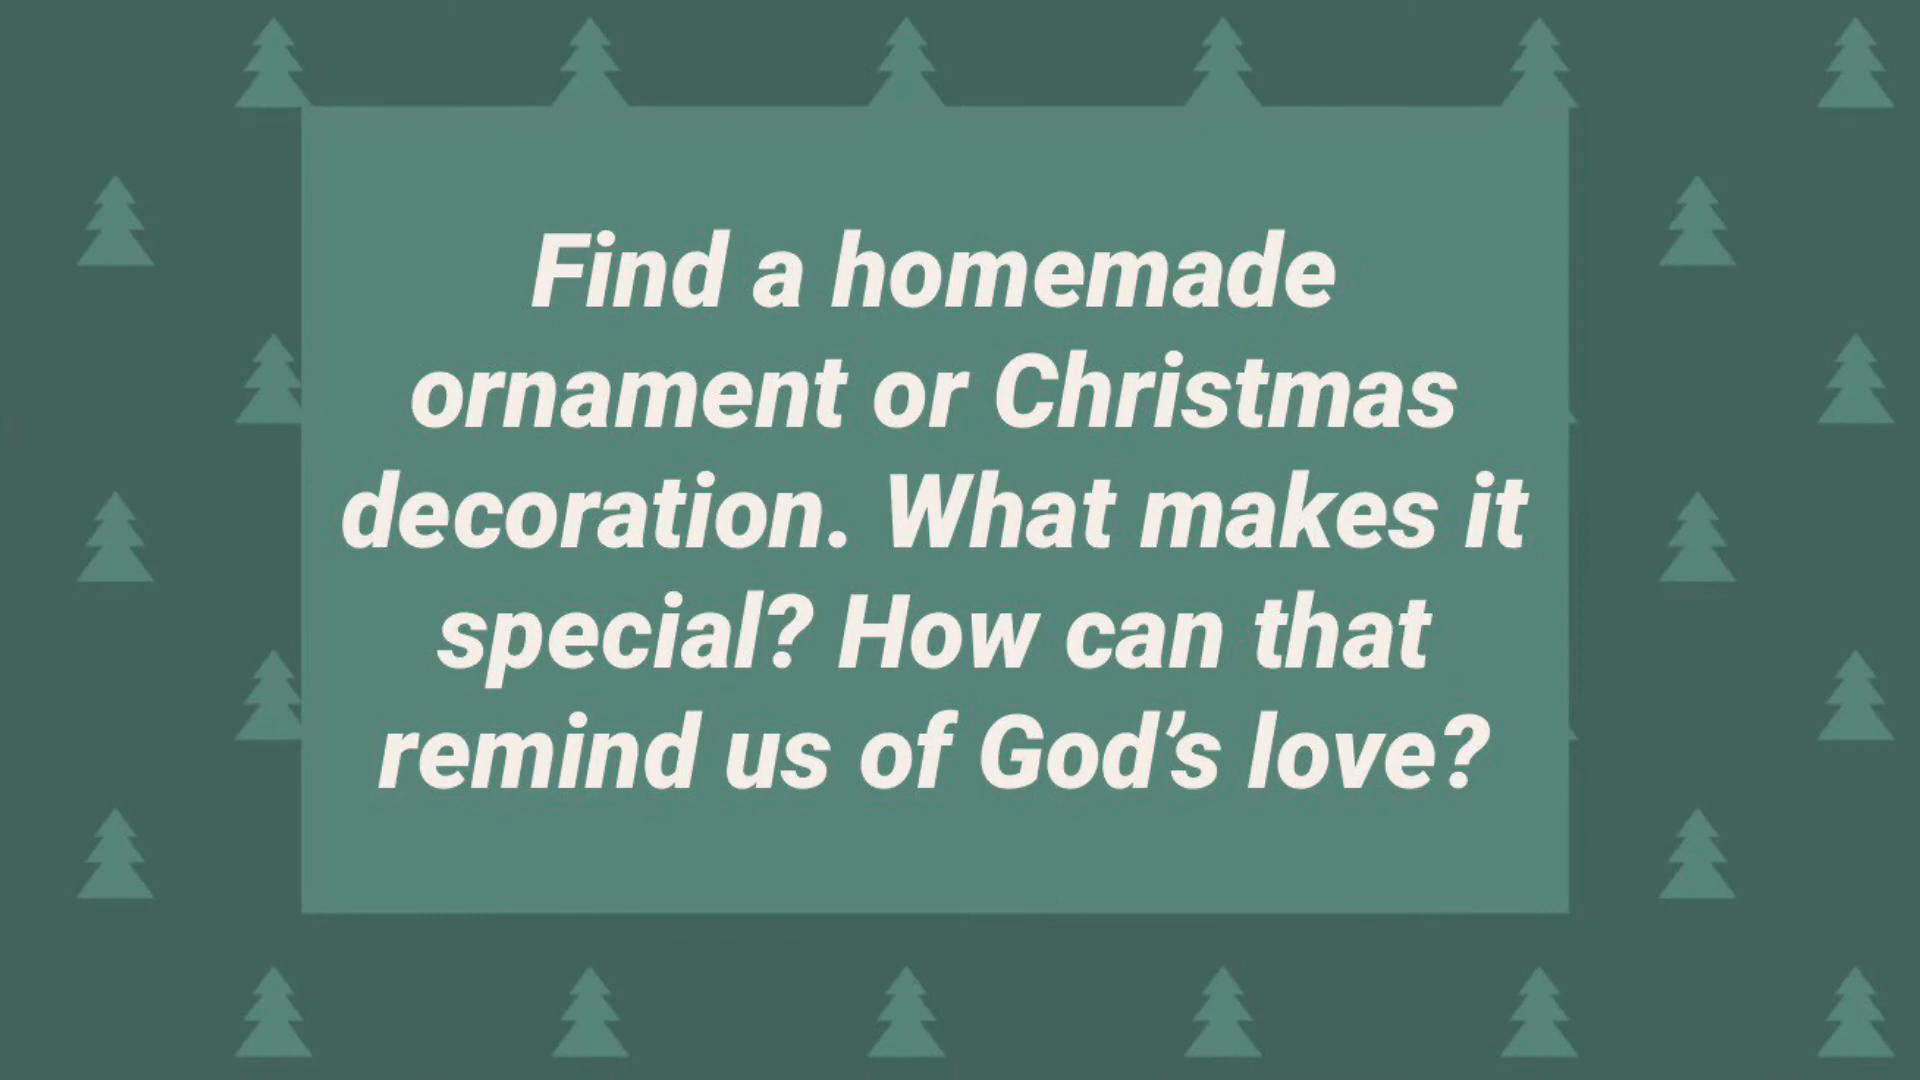 Find a homemade
ornament or Christmas
decoration. What makes it
special? How can that
remind us of God’s love?